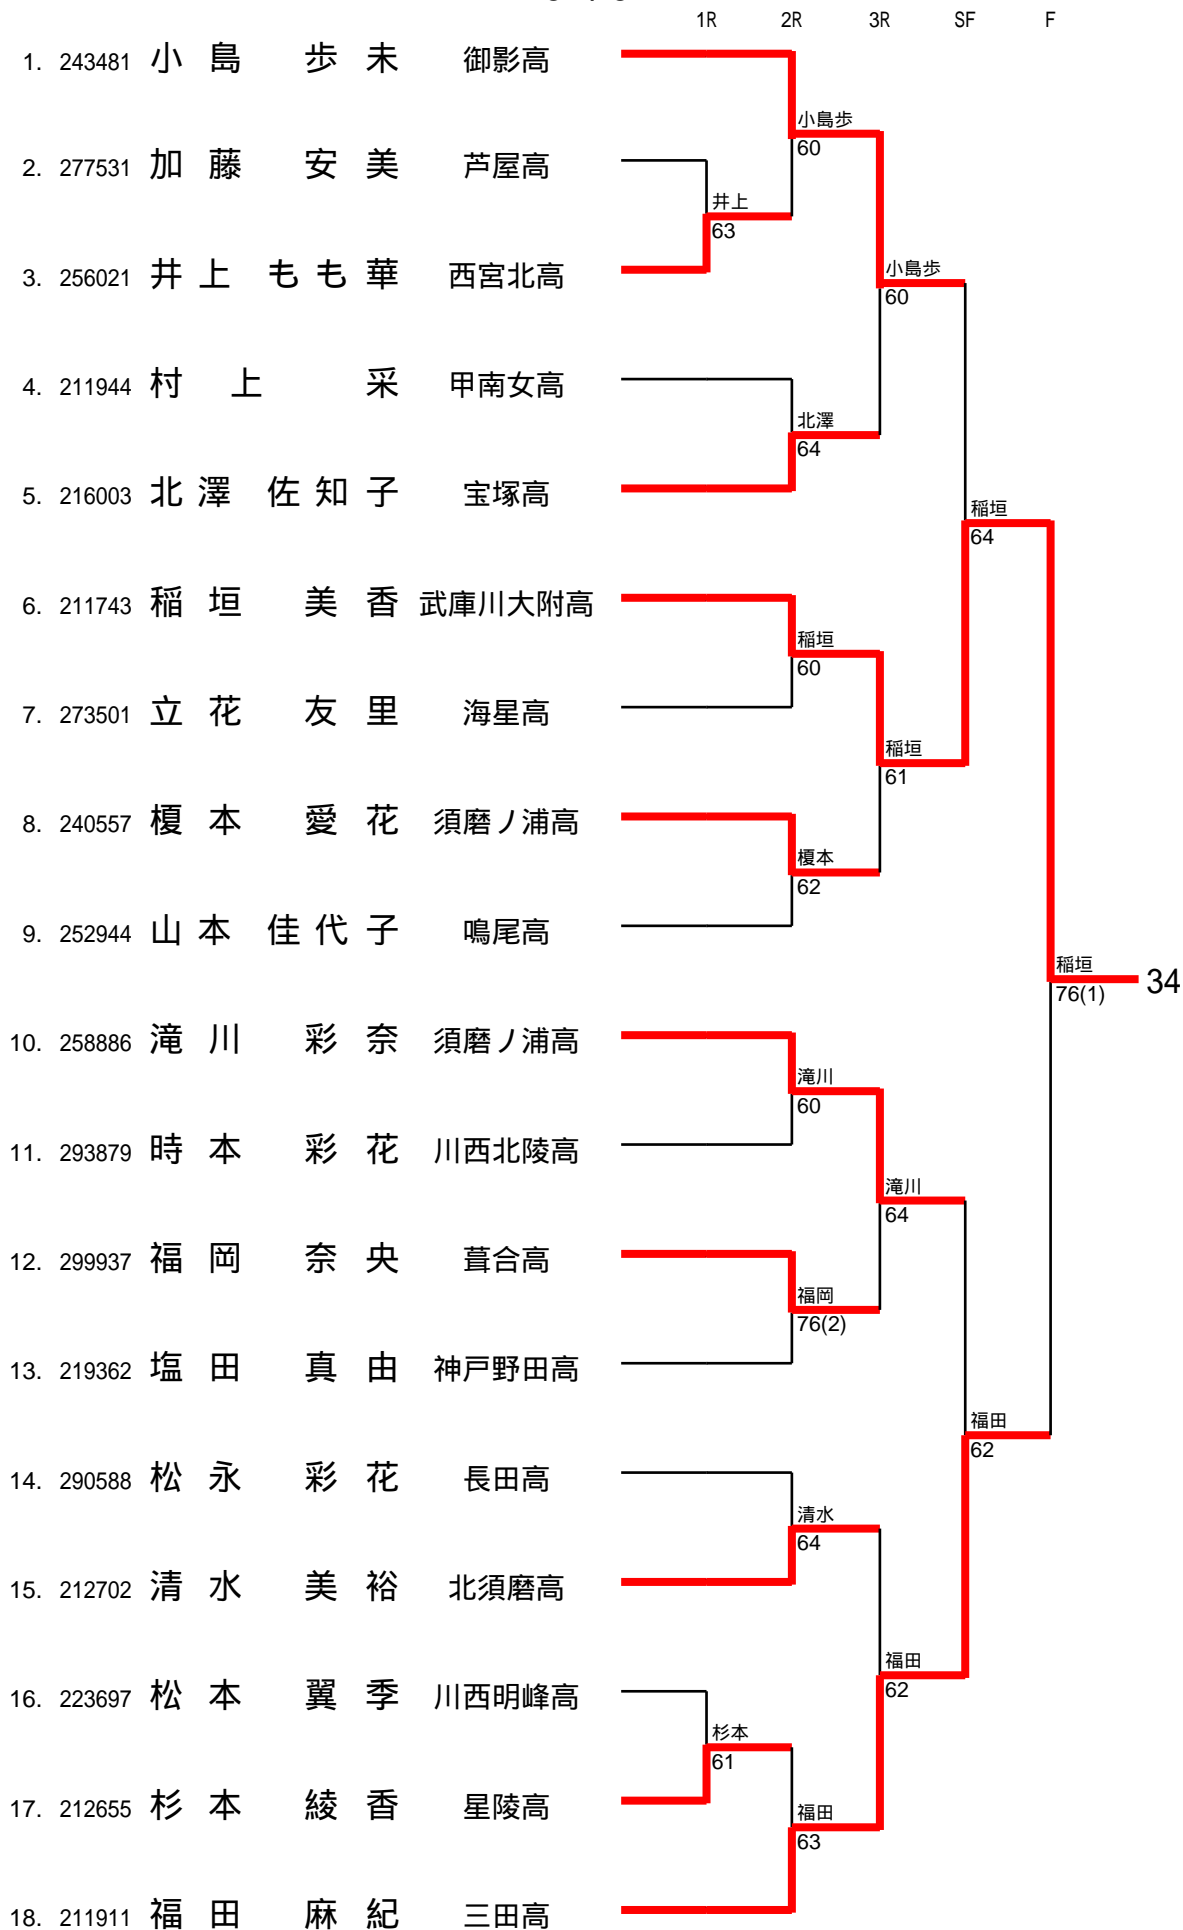 1R 2R 3R SF F
1. 243481 小島 歩未 御影高
小島歩
60
2. 277531 加藤 安美 芦屋高
井上
63
3. 256021 井上 もも華 西宮北高
小島歩
60
4. 211944 村上 采 甲南女高
北澤
64
5. 216003 北澤 佐知子 宝塚高
稲垣
64
6. 211743 稲垣 美香 武庫川大附高
稲垣
60
7. 273501 立花 友里 海星高
稲垣
61
8. 240557 榎本 愛花 須磨ノ浦高
榎本
62
9. 252944 山本 佳代子 鳴尾高
稲垣
76(1)
34
10. 258886 滝川 彩奈 須磨ノ浦高
滝川
60
11. 293879 時本 彩花 川西北陵高
滝川
64
12. 299937 福岡 奈央 葺合高
福岡
76(2)
13. 219362 塩田 真由 神戸野田高
福田
62
14. 290588 松永 彩花 長田高
清水
64
15. 212702 清水 美裕 北須磨高
福田
62
16. 223697 松本 翼季 川西明峰高
杉本
61
17. 212655 杉本 綾香 星陵高
福田
63
18. 211911 福田 麻紀 三田高